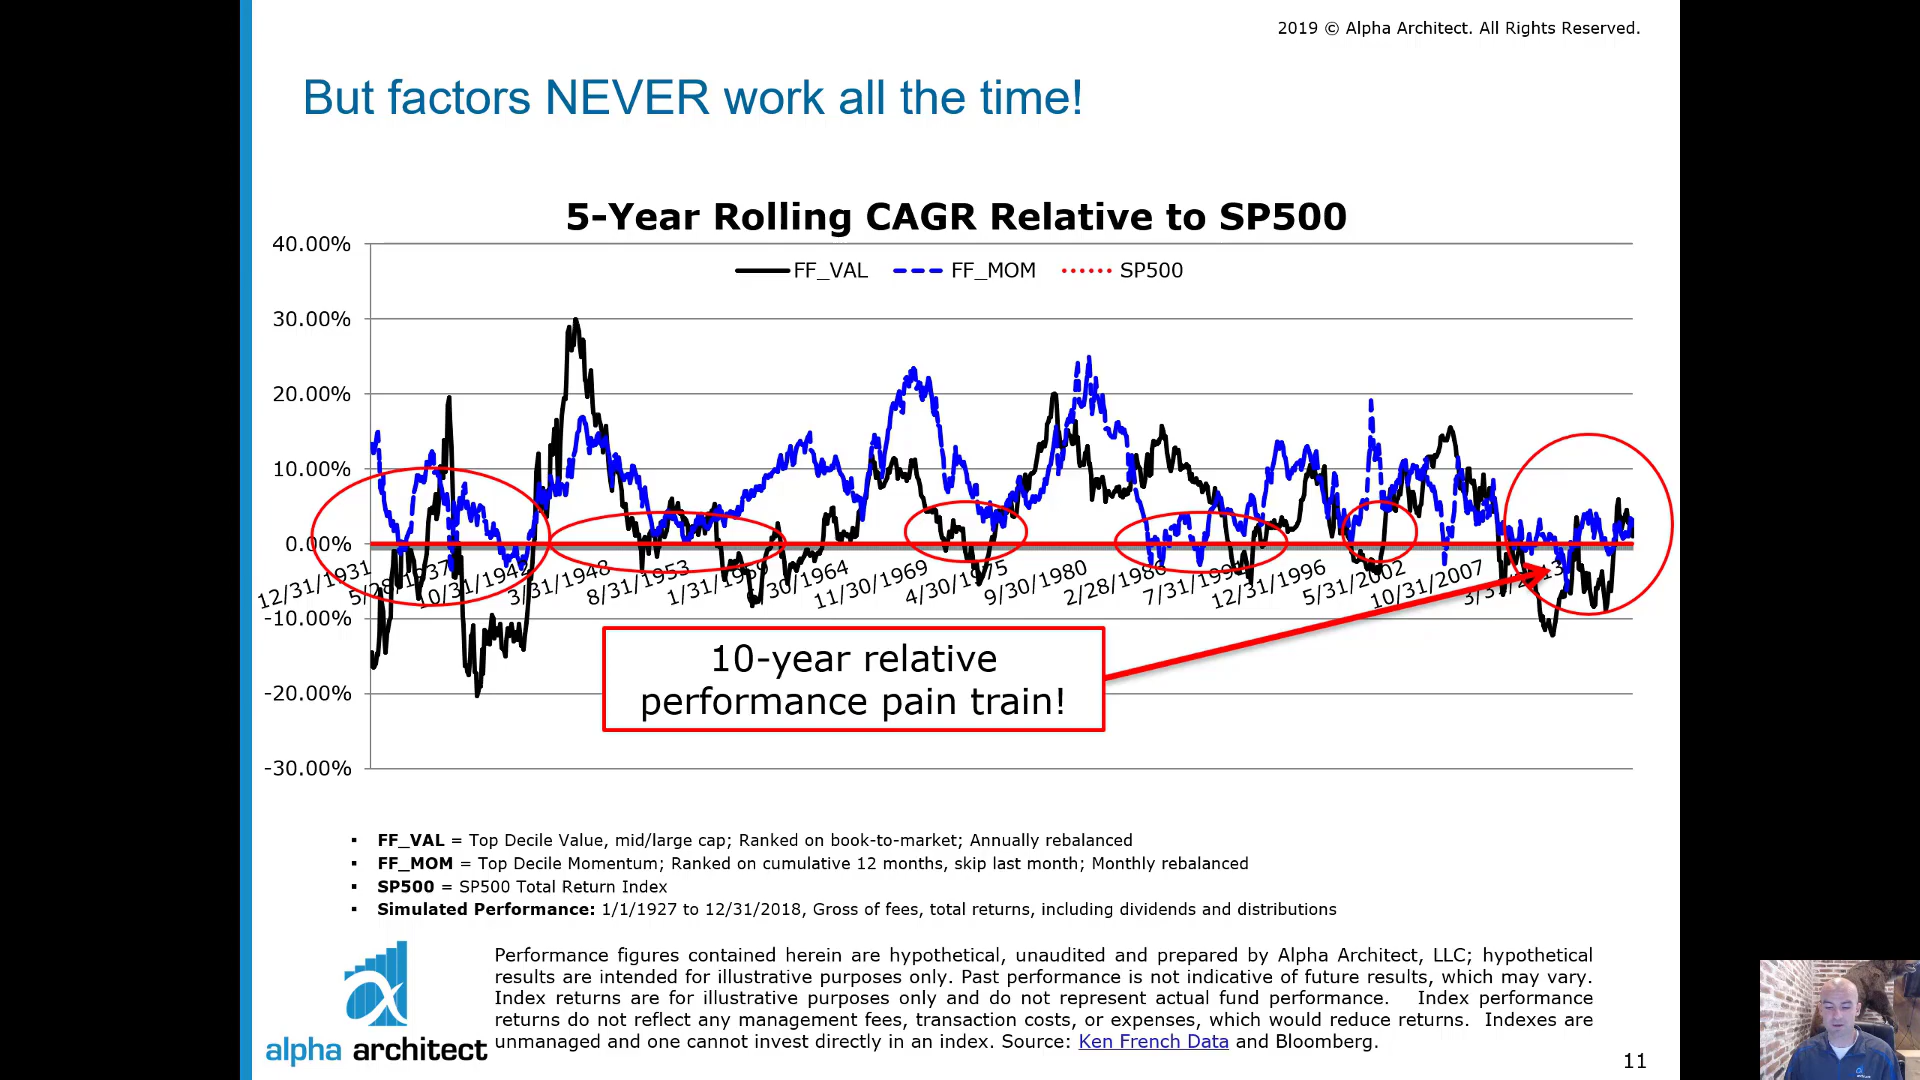 2019 © Alpha Architect. All Rights Reserved.
But factors NEVER work all the time!
5-Year Rolling CAGR Relative to SP500
40.00%
FF_VAL FF_MOM SP500
30.00%
20.00%
10.00%
0.00%
12/31/1931 5/28/1937 10/31/1942 3/31/1948 8/31/1953 1/31/1959 11/30/1969 4/30/1975 9/30/1980 2/28/1986 12/31/1996 5/31/2002 10/31/2007
-10.00%
10-year relative
performance pain train!
-20.00%
-30.00%
▪ FF_VAL = Top Decile Value, mid/large cap; Ranked on book-to-market; Annually rebalanced
▪ FF_MOM = Top Decile Momentum; Ranked on cumulative 12 months, skip last month; Monthly rebalanced
▪ SP500 = SP500 Total Return Index
▪ Simulated Performance: 1/1/1927 to 12/31/2018, Gross of fees, total returns, including dividends and distributions
Performance figures contained herein are hypothetical, unaudited and prepared by Alpha Architect, LLC; hypothetical
results are intended for illustrative purposes only. Past performance is not indicative of future results, which may vary.
Index returns are for illustrative purposes only and do not represent actual fund performance. Index performance
returns do not reflect any management fees, transaction costs, or expenses, which would reduce returns. Indexes are
unmanaged and one cannot invest directly in an index. Source: Ken French Data and Bloomberg.
alpha architect
11